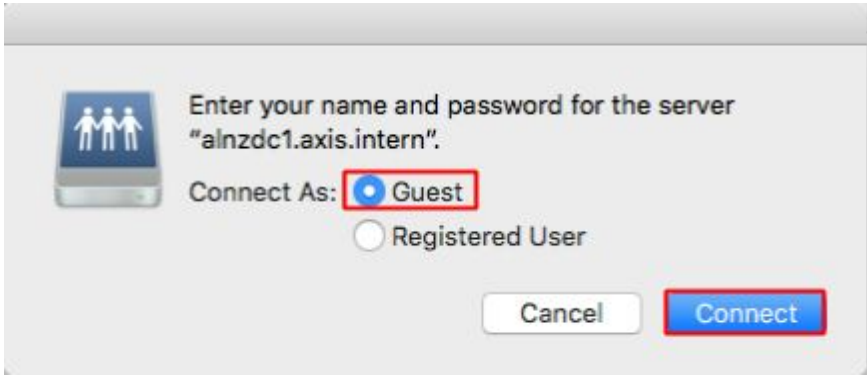 Enter your name and password for the server
“alnzdc1.axis.intern”.
Connect As: Guest
Registered User
Cancel Connect